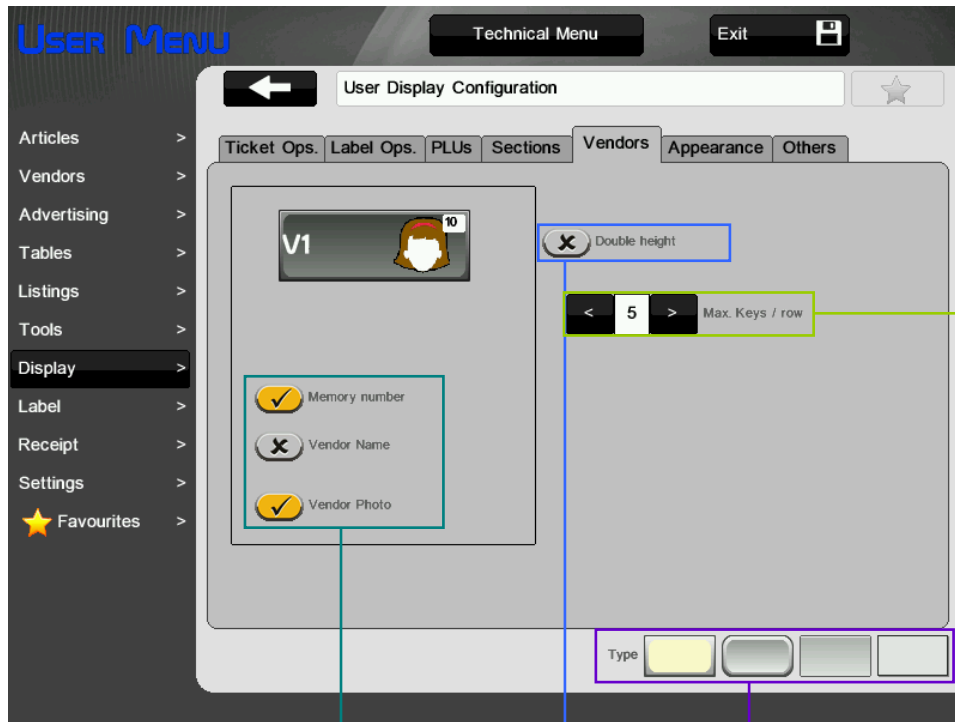 User Menu
Technical Menu
Exit
User Display Configuration
Articles >
Vendors >
Advertising >
Tables >
Listings >
Tools >
Display >
Label >
Receipt >
Settings >
Favourites >
Ticket Ops. Label Ops. PLUs Sections Vendors Appearance Others
V1 10
Double height
< 5 > Max. Keys / row
Memory number
Vendor Name
Vendor Photo
Type